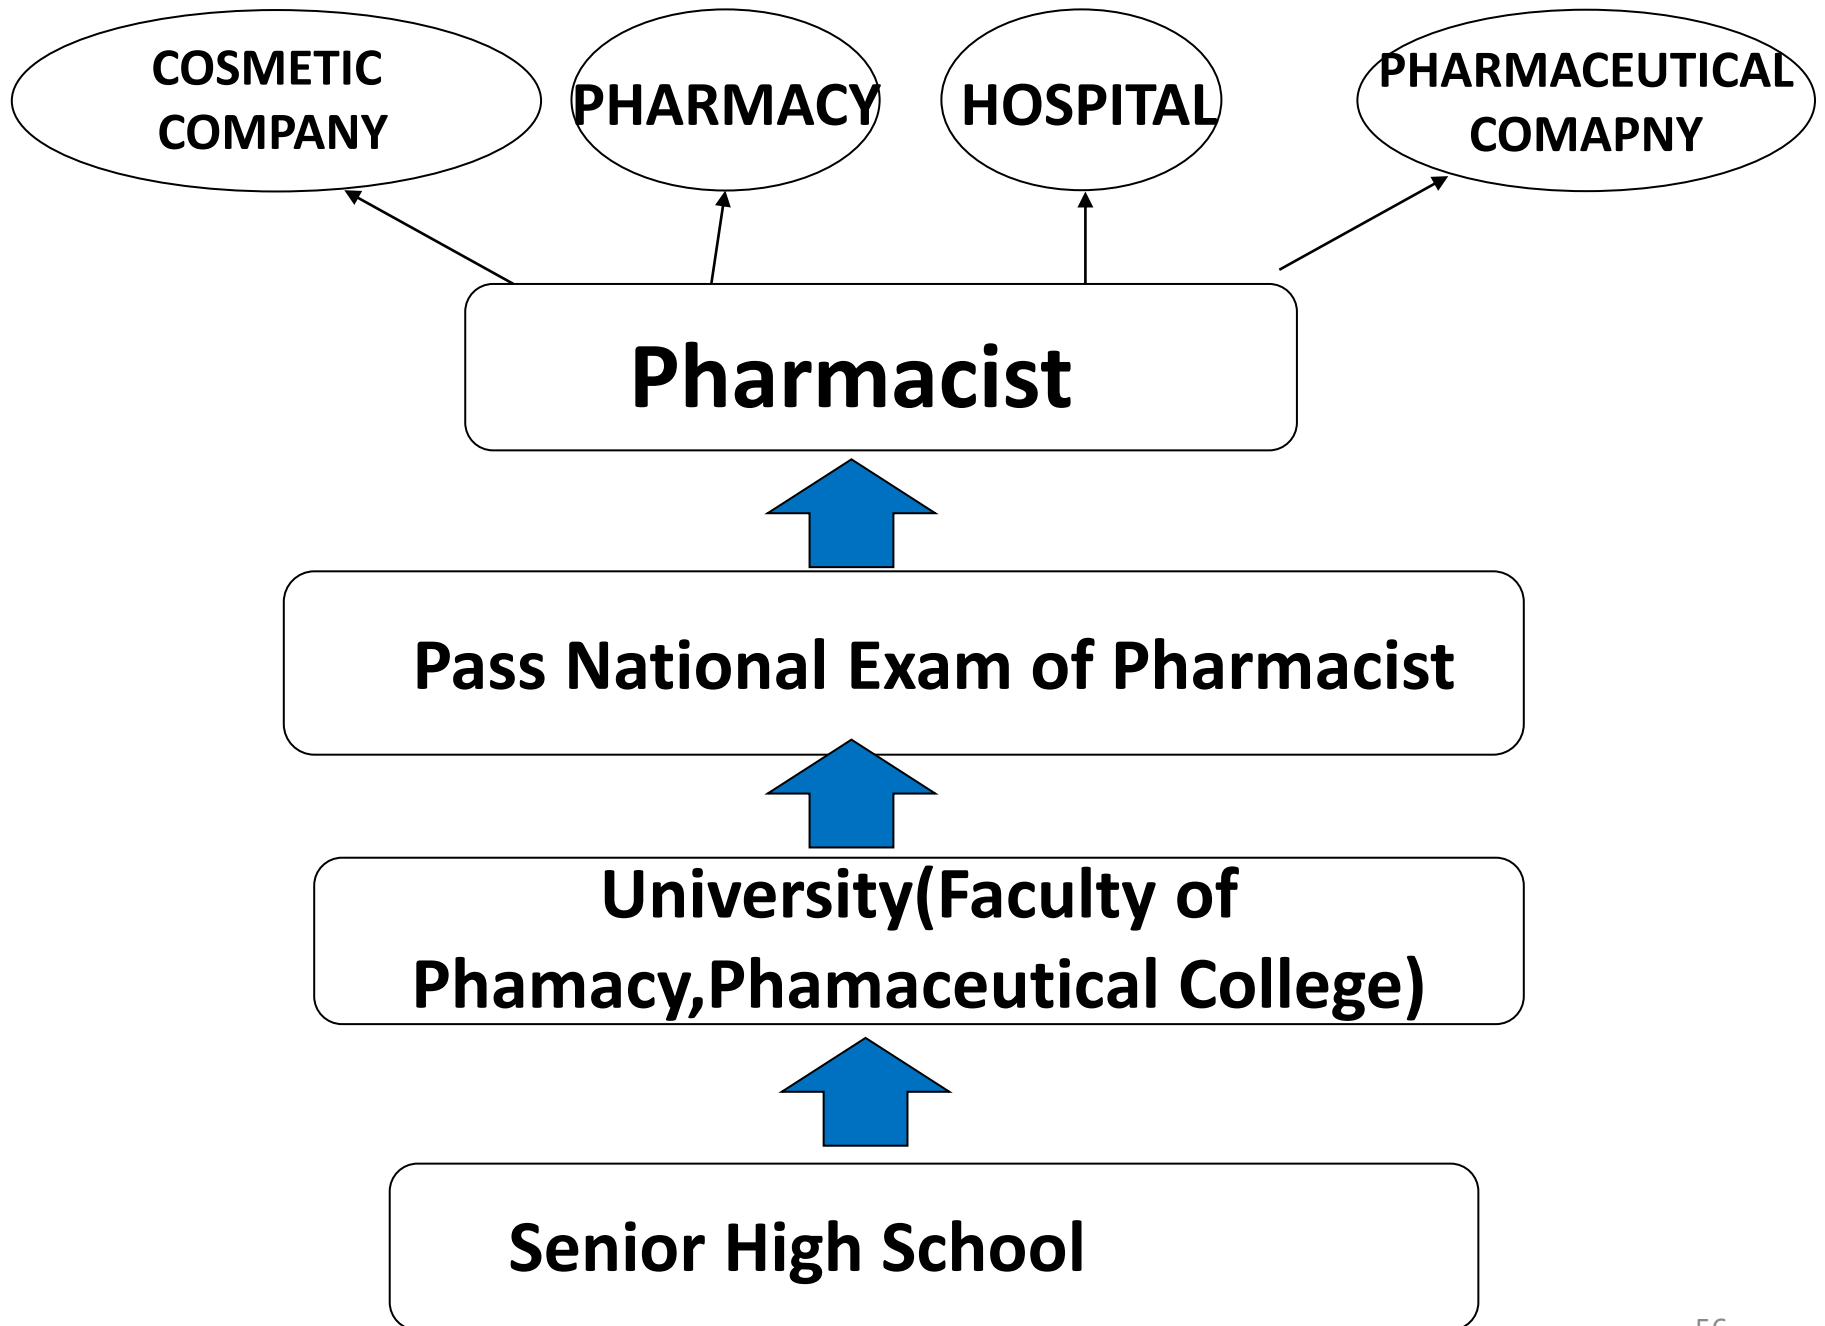 COSMETIC
COMPANY
PHARMACY
HOSPITAL
PHARMACEUTICAL
COMAPNY
Pharmacist
Pass National Exam of Pharmacist
University(Faculty of
Phamacy,Phamaceutical College)
Senior High School
56